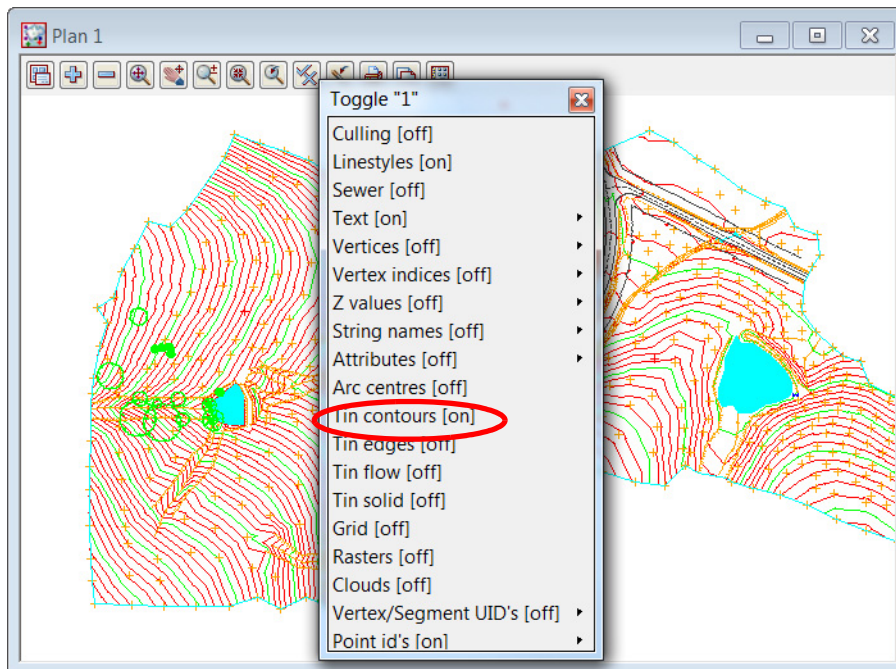 Plan 1
Toggle "1"
Culling [off]
Linestyles [on]
Sewer [off]
Text [on]
Vertices [off]
Vertex indices [off]
Z values [off]
String names [off]
Attributes [off]
Arc centres [off]
Tin contours [on]
Tin edges [off]
Tin flow [off]
Tin solid [off]
Grid [off]
Rasters [off]
Clouds [off]
Vertex/Segment UID's [off]
Point id's [on]